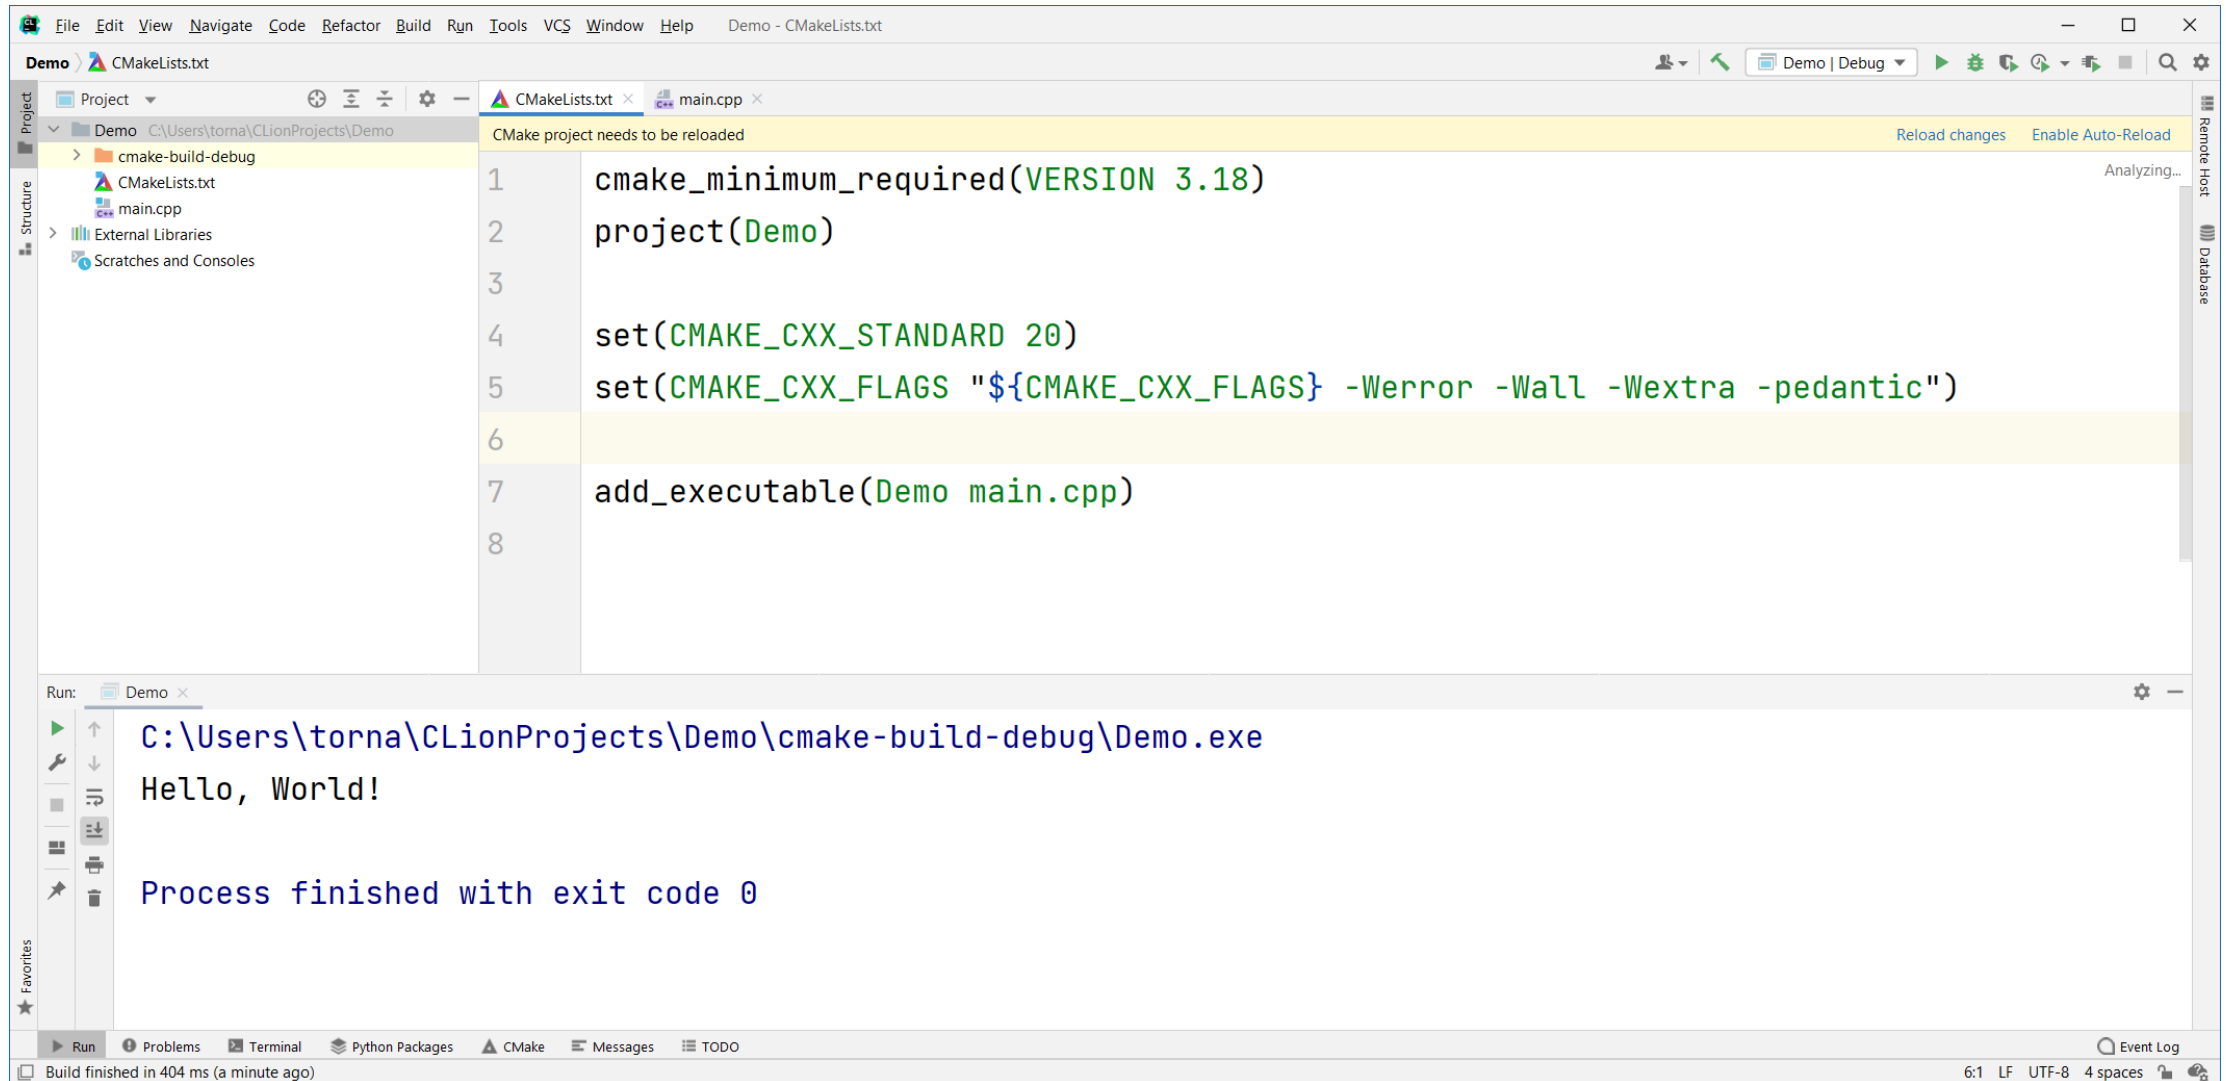 File Edit View Navigate Code Refactor Build Run Tools VCS Window Help Demo - CMakeLists.txt
Demo CMakeLists.txt
Demo | Debug
Project
Project
CMakeLists.txt
main.cpp
Demo C:\Users\torna\CLionProjects\Demo
CMake project needs to be reloaded
Reload changes Enable Auto-Reload
cmake-build-debug
CMakeLists.txt
main.cpp
External Libraries
Scratches and Consoles
Structure
Analyzing...
1 cmake_minimum_required(VERSION 3.18)
2 project(Demo)
3
4 set(CMAKE_CXX_STANDARD 20)
5 set(CMAKE_CXX_FLAGS "${CMAKE_CXX_FLAGS} -Werror -Wall -Wextra -pedantic")
6
7 add_executable(Demo main.cpp)
8
Remote Host
Database
Run: Demo
C:\Users\torna\CLionProjects\Demo\cmake-build-debug\Demo.exe
Hello, World!
Process finished with exit code 0
Favorites
Run Problems Terminal Python Packages CMake Messages TODO Event Log
Build finished in 404 ms (a minute ago) 6:1 LF UTF-8 4 spaces